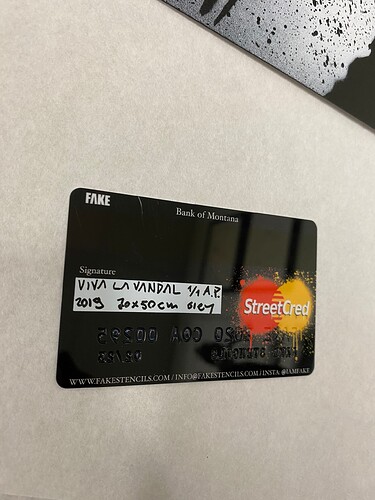 FAKE
Bank of Montana
Signature
VIVA LA VANDAL 1/1 A.P.
2019 70x50cm Grey
StreetCred
WWW.FAKESTENCILS.COM / INFO@FAKESTENCILS.COM / INSTA: @IAMFAKE